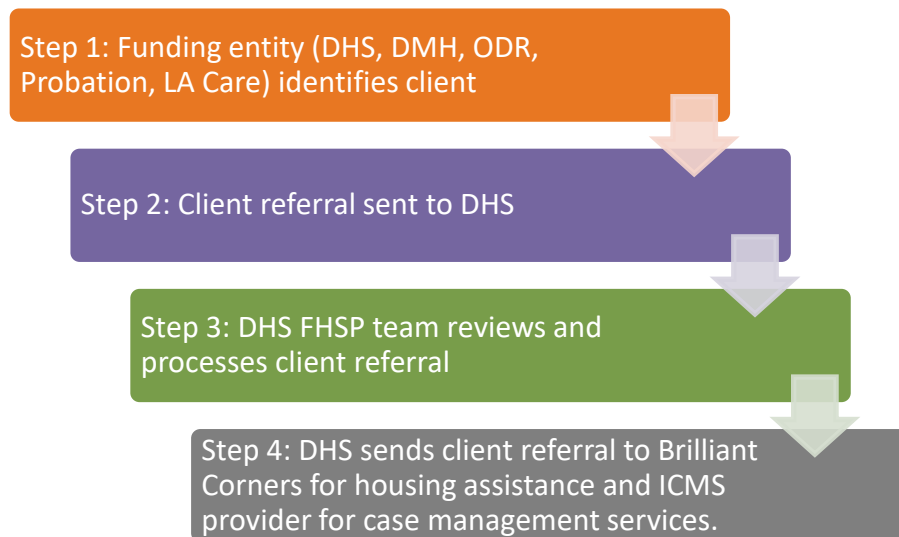 Step 1: Funding entity (DHS, DMH, ODR,
Probation, LA Care) identifies client
Step 2: Client referral sent to DHS
Step 3: DHS FHSP team reviews and
processes client referral
Step 4: DHS sends client referral to Brilliant
Corners for housing assistance and ICMS
provider for case management services.